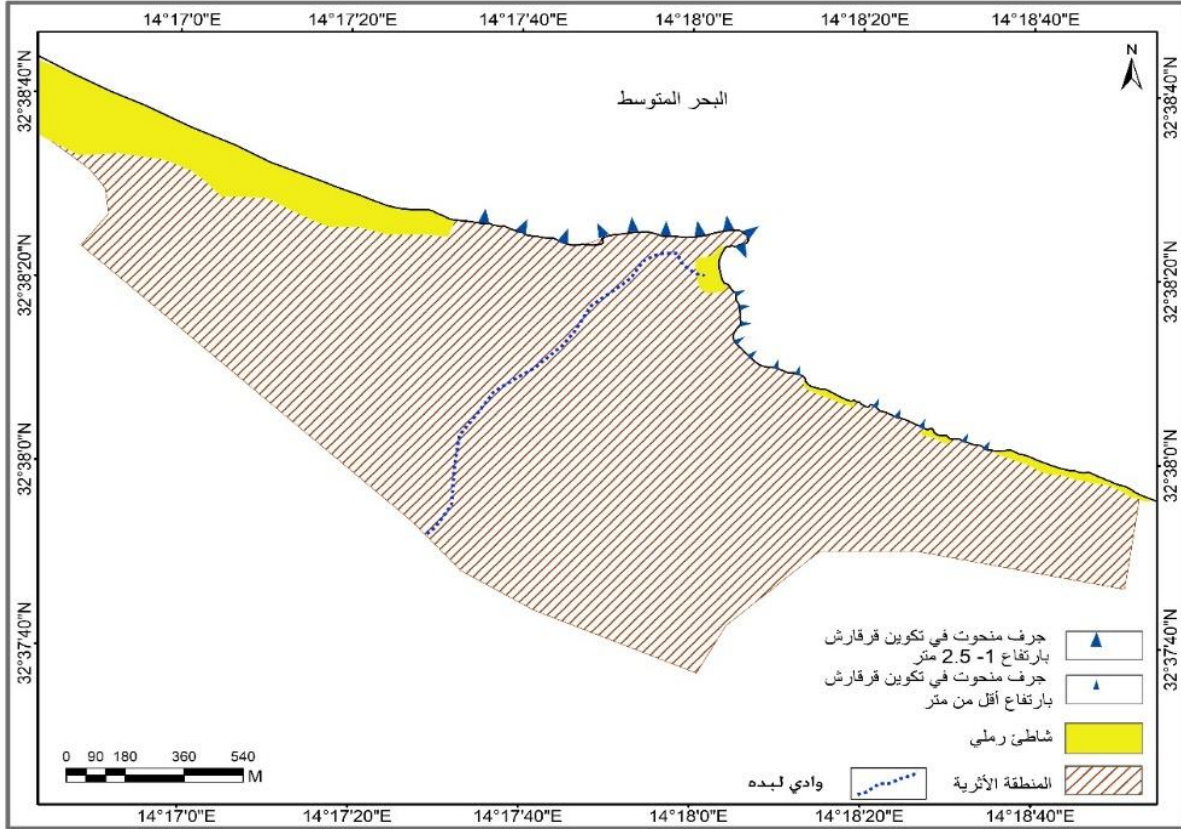 14°17'0"E 14°17'20"E 14°17'40"E 14°18'0"E 14°18'20"E 14°18'40"E
32°38'40"N 32°38'40"N
N
البحر المتوسط
32°38'20"N 32°38'20"N
32°38'0"N 32°38'0"N
32°37'40"N 32°37'40"N
جرف منحوت في تكوين قرقارش
بارتفاع 1- 2.5 متر
جرف منحوت في تكوين قرقارش
بارتفاع أقل من متر
شاطئ رملي
المنطقة الأثرية
وادي لبده
0 90 180 360 540
M
14°17'0"E 14°17'20"E 14°17'40"E 14°18'0"E 14°18'20"E 14°18'40"E